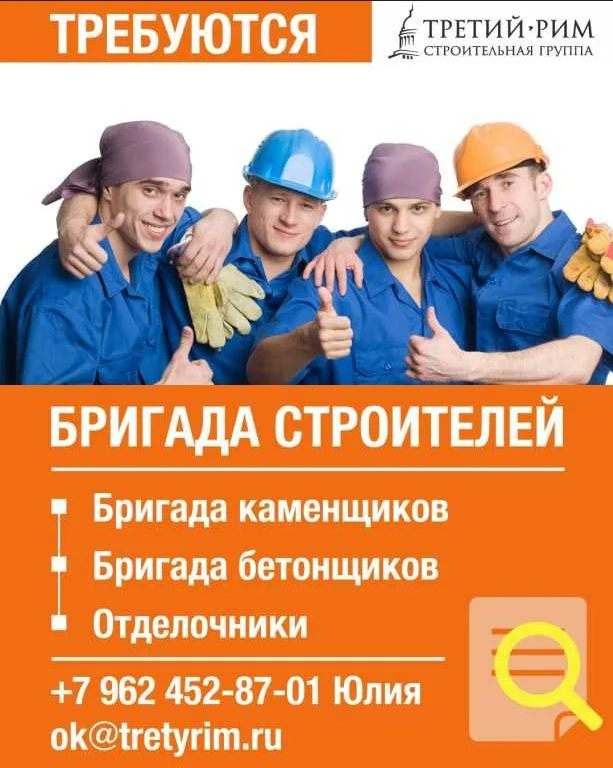 ТРЕБУЮТСЯ
ТРЕТИЙ·РИМ
СТРОИТЕЛЬНАЯ ГРУППА
БРИГАДА СТРОИТЕЛЕЙ
Бригада каменщиков
Бригада бетонщиков
Отделочники
+7 962 452-87-01 Юлия
ok@tretyrim.ru